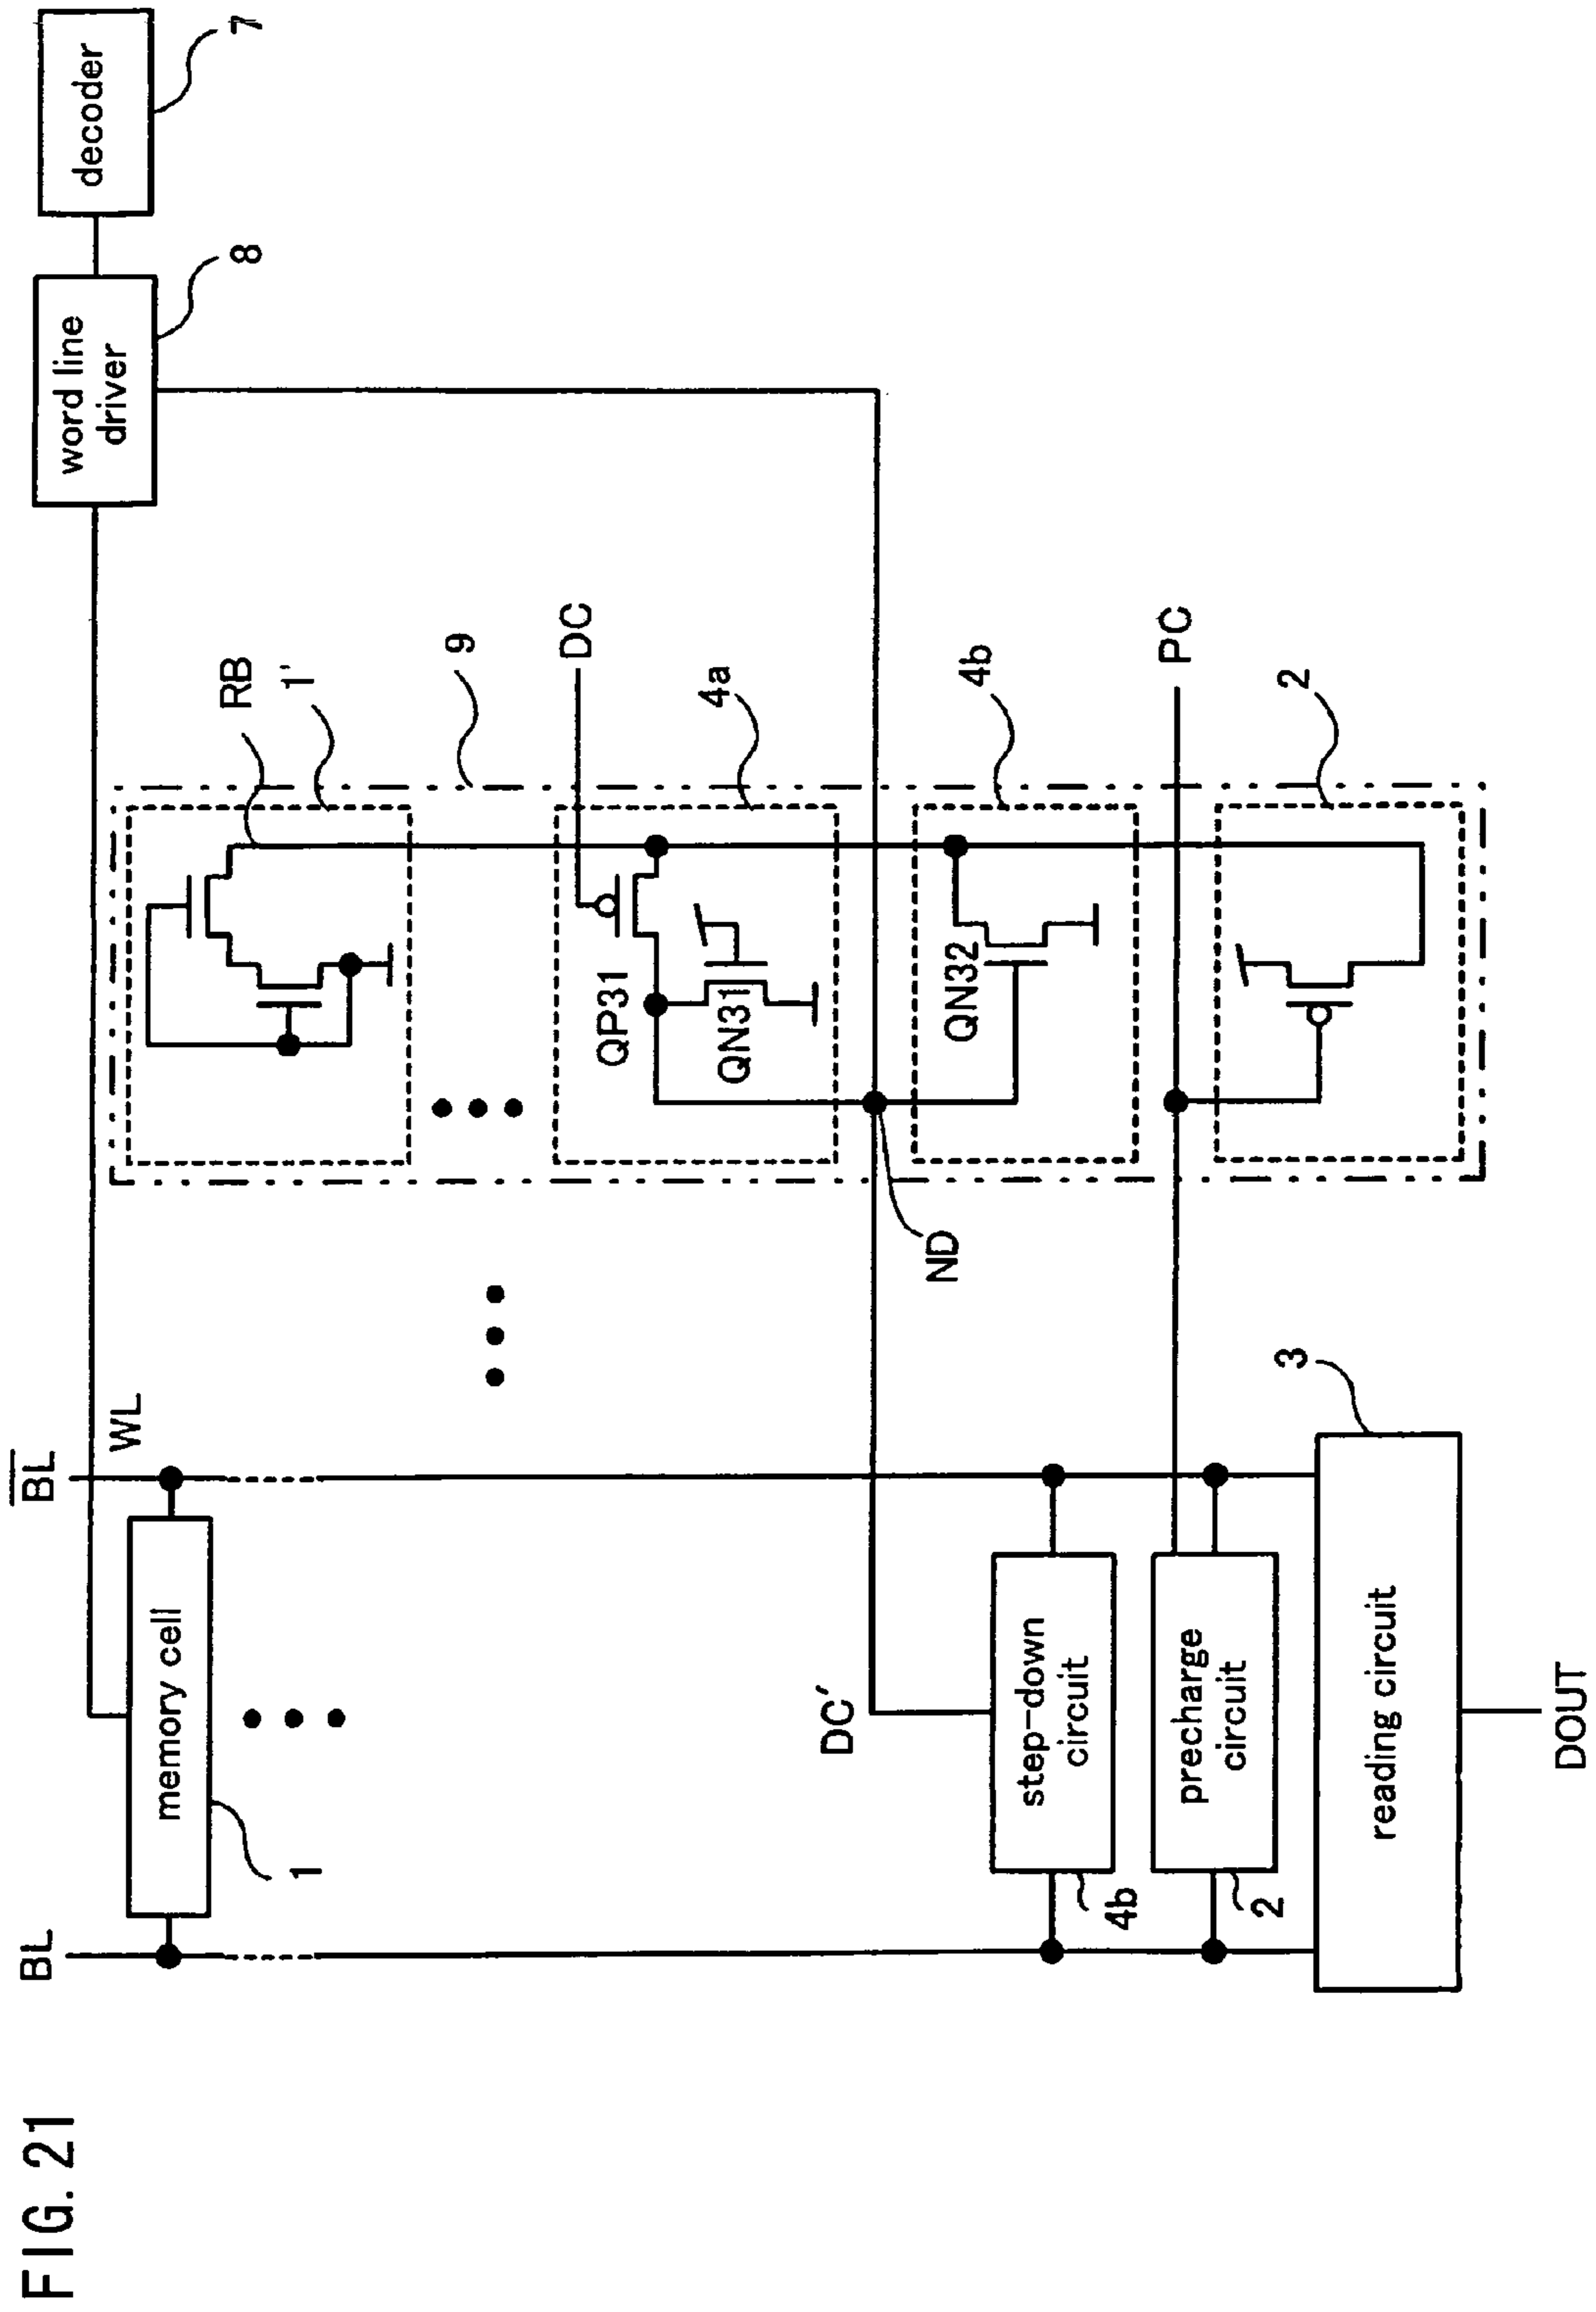 FIG. 21
BL
BL
WL
memory cell
1
word line
driver
8
decoder
7
RB
1'
9
DC
QP31
QN31
4a
ND
QN32
4b
PC
2
DC'
step-down
circuit
4b
precharge
circuit
2
reading circuit
3
DOUT